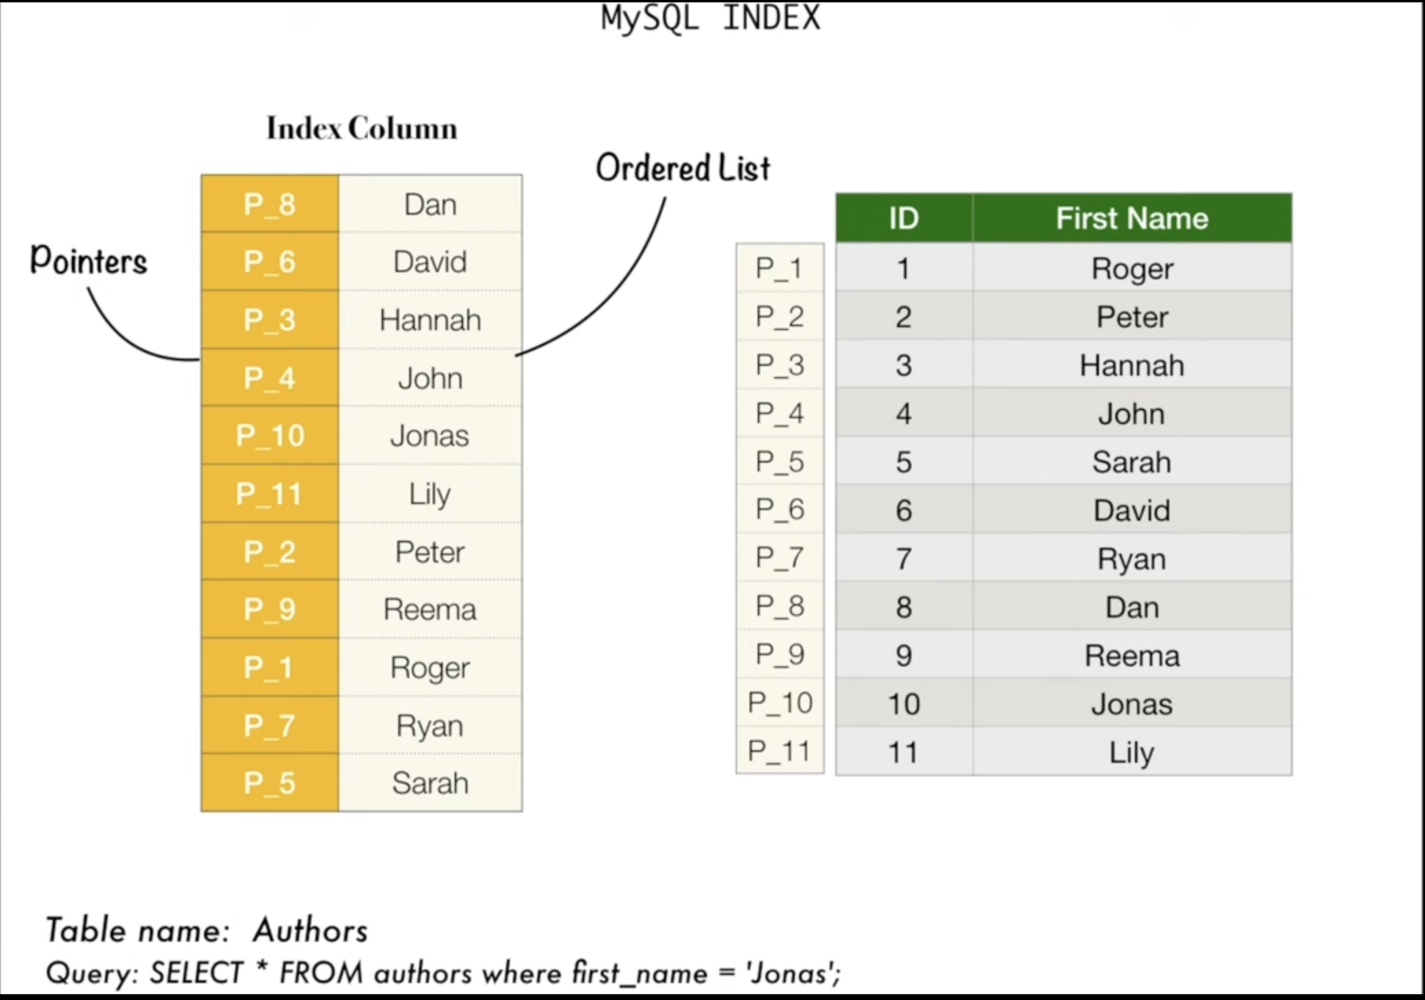 MySQL INDEX
Index Column
Ordered List
Pointers
P_8 Dan
P_6 David
P_3 Hannah
P_4 John
P_10 Jonas
P_11 Lily
P_2 Peter
P_9 Reema
P_1 Roger
P_7 Ryan
P_5 Sarah
ID First Name
P_1 1 Roger
P_2 2 Peter
P_3 3 Hannah
P_4 4 John
P_5 5 Sarah
P_6 6 David
P_7 7 Ryan
P_8 8 Dan
P_9 9 Reema
P_10 10 Jonas
P_11 11 Lily
Table name: Authors
Query: SELECT * FROM authors where first_name = 'Jonas';